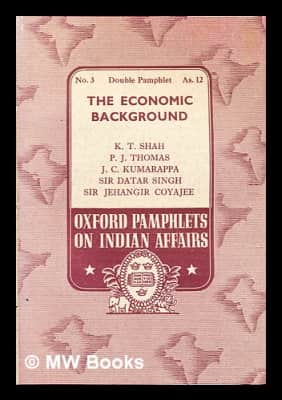 No. 3 Double Pamphlet As. 12
THE ECONOMIC
BACKGROUND
K. T. SHAH
P. J. THOMAS
J. C. KUMARAPPA
SIR DATAR SINGH
SIR JEHANGIR COYAJEE
OXFORD PAMPHLETS
ON INDIAN AFFAIRS
© MW Books